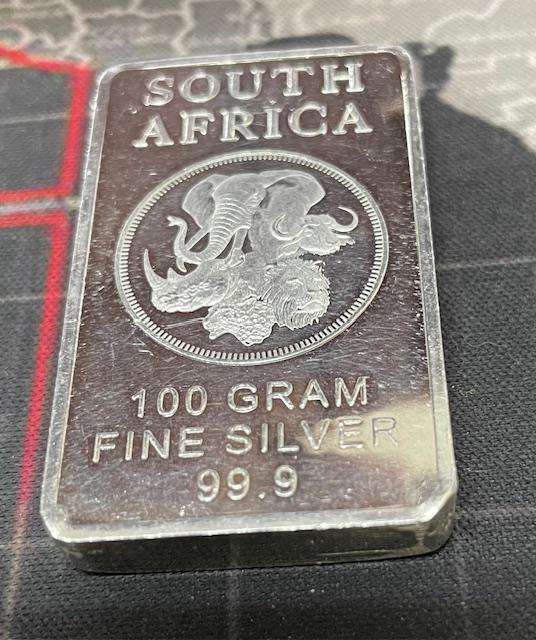 SOUTH
AFRICA
100 GRAM
FINE SILVER
99.9